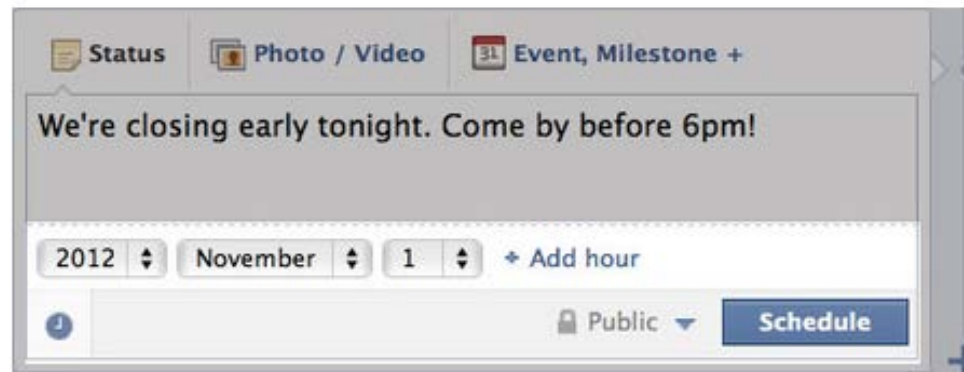 Status Photo / Video 31 Event, Milestone +
We're closing early tonight. Come by before 6pm!
2012 November 1 + Add hour
Public Schedule